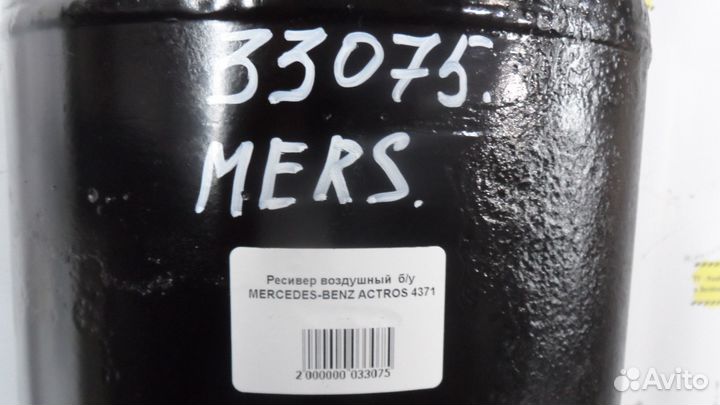 33075.
MERS.
Ресивер воздушный б/у
MERCEDES-BENZ ACTROS 4371
2 000000 033075
Avito